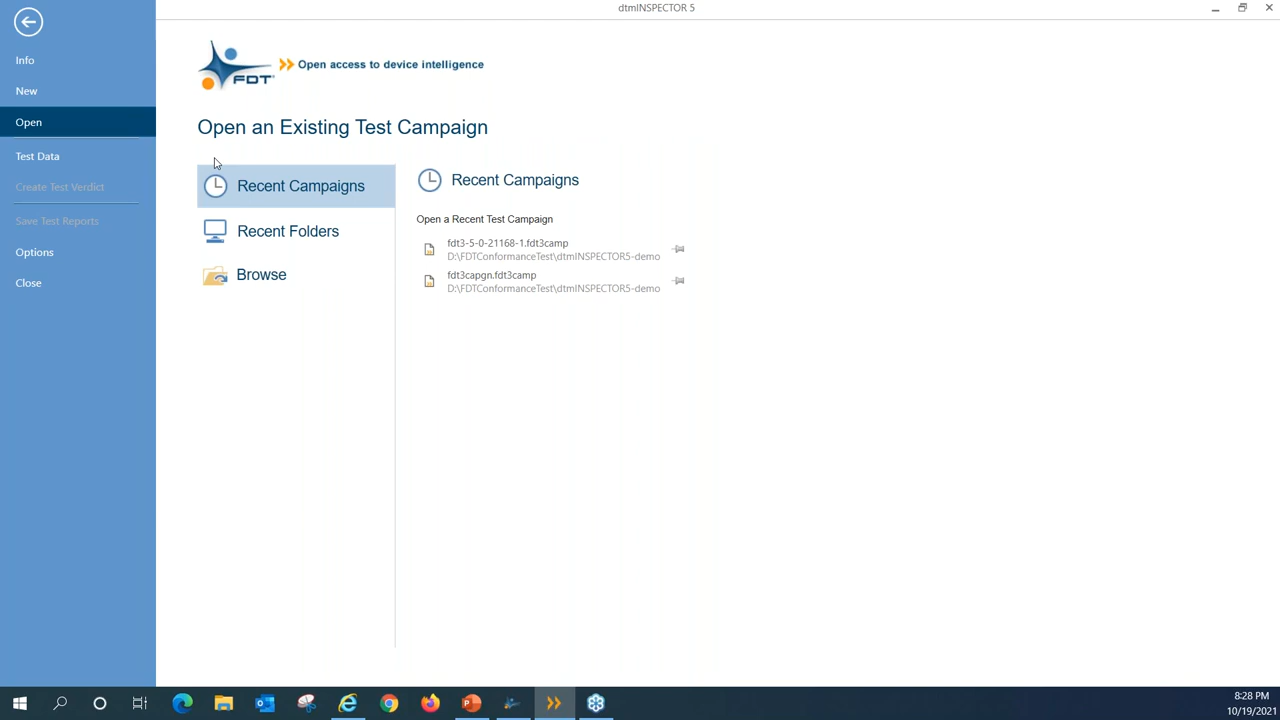 dtmINSPECTOR 5
Info
New
Open
Test Data
Create Test Verdict
Save Test Reports
Options
Close
FDT
Open access to device intelligence
Open an Existing Test Campaign
Recent Campaigns
Recent Folders
Browse
Recent Campaigns
Open a Recent Test Campaign
fdt3-5-0-21168-1.fdt3camp
D:\FDTConformanceTest\dtmINSPECTOR5-demo
fdt3capgn.fdt3camp
D:\FDTConformanceTest\dtmINSPECTOR5-demo
8:28 PM
10/19/2021